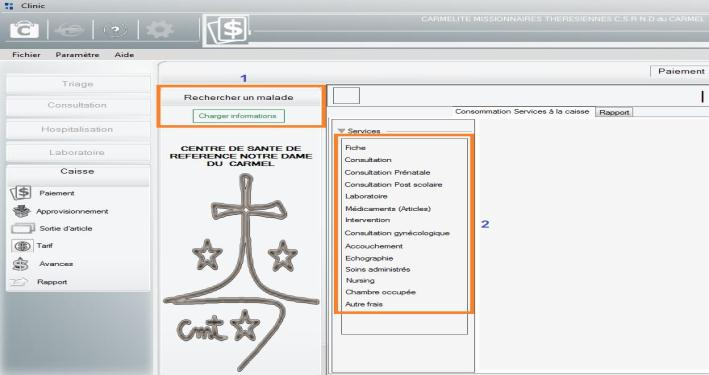 Clinic
CARMELITE MISSIONNAIRES THERESIENNES C.S.R N.D du CARMEL
Fichier Paramètre Aide
Triage
Consultation
Hospitalisation
Laboratoire
Caisse
Paiement
Approvisionnement
Sortie d'article
Tarif
Avances
Rapport
1
Rechercher un malade
Charger informations
CENTRE DE SANTE DE
REFERENCE NOTRE DAME
DU CARMEL
Cmt
Paiement
Consommation Services à la caisse Rapport
Services
Fiche
Consultation
Consultation Prénatale
Consultation Post scolaire
Laboratoire
Médicaments (Articles)
Intervention
Consultation gynécologique
Accouchement
Echographie
Soins administrés
Nursing
Chambre occupée
Autre frais
2